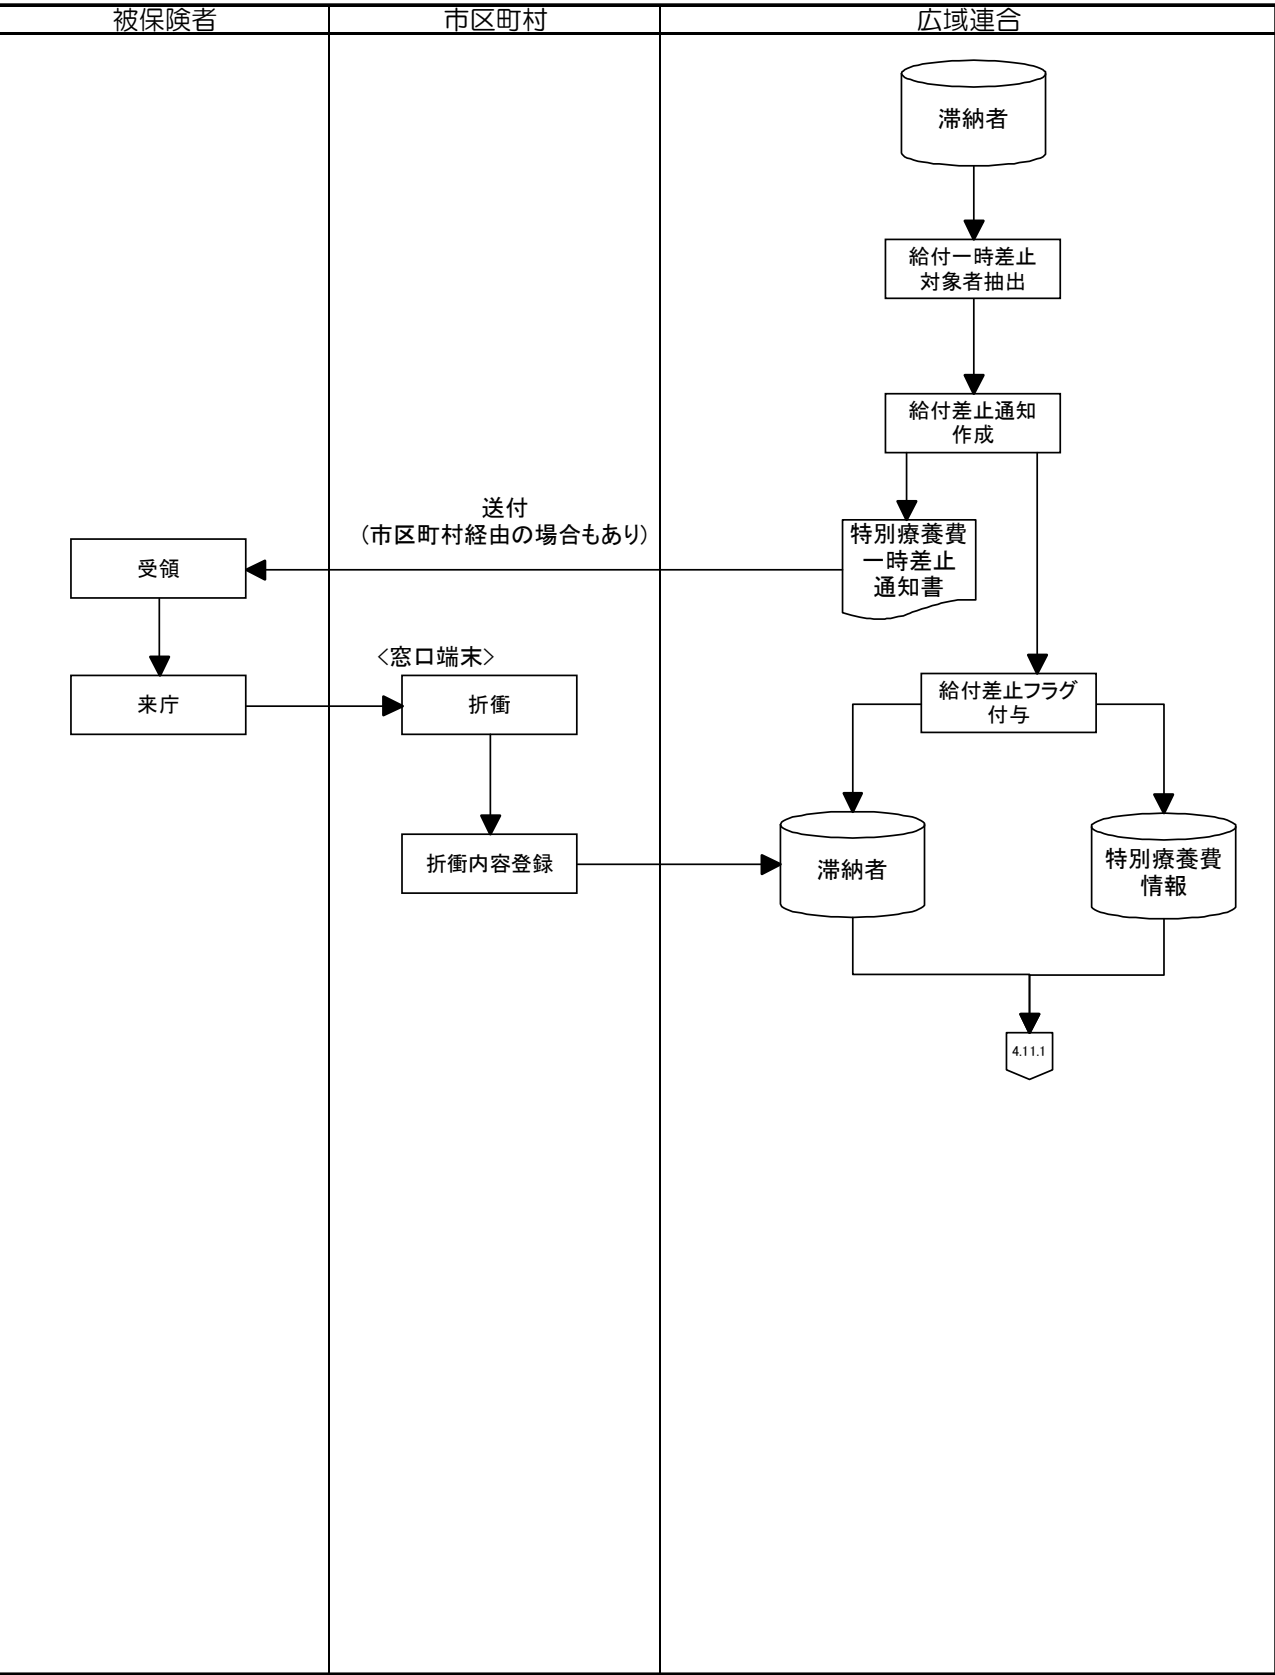 被保険者
市区町村
広域連合
滞納者
給付一時差止
対象者抽出
給付差止通知
作成
送付
(市区町村経由の場合もあり)
特別療養費
一時差止
通知書
受領
<窓口端末>
来庁
折衝
給付差止フラグ
付与
折衝内容登録
滞納者
特別療養費
情報
4.11.1